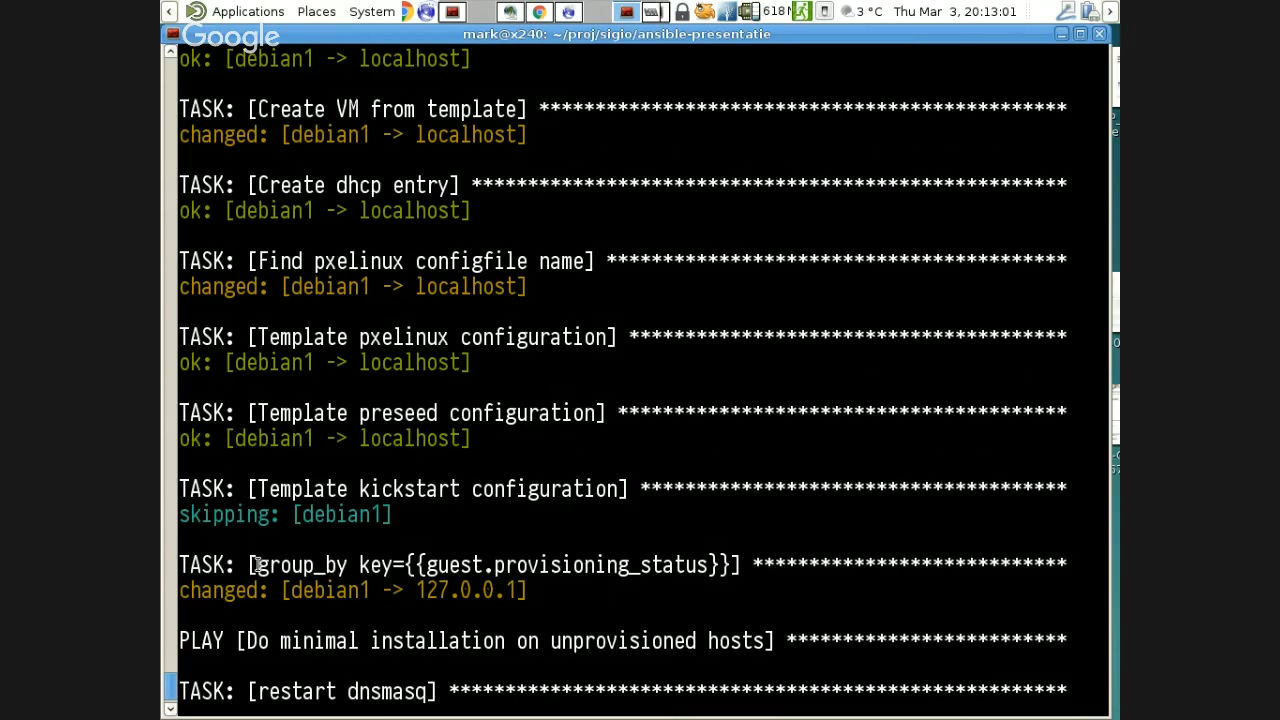 Applications Places System 618M 3 °C Thu Mar 3, 20:13:01
Google
mark@x240: ~/proj/sigio/ansible-presentatie
ok: [debian1 -> localhost]
TASK: [Create VM from template] ***********************************************
changed: [debian1 -> localhost]
TASK: [Create dhcp entry] *****************************************************
ok: [debian1 -> localhost]
TASK: [Find pxelinux configfile name] *****************************************
changed: [debian1 -> localhost]
TASK: [Template pxelinux configuration] ***************************************
ok: [debian1 -> localhost]
TASK: [Template preseed configuration] ****************************************
ok: [debian1 -> localhost]
TASK: [Template kickstart configuration] **************************************
skipping: [debian1]
TASK: [group_by key={{guest.provisioning_status}}] ****************************
changed: [debian1 -> 127.0.0.1]
PLAY [Do minimal installation on unprovisioned hosts] *************************
TASK: [restart dnsmasq] *******************************************************